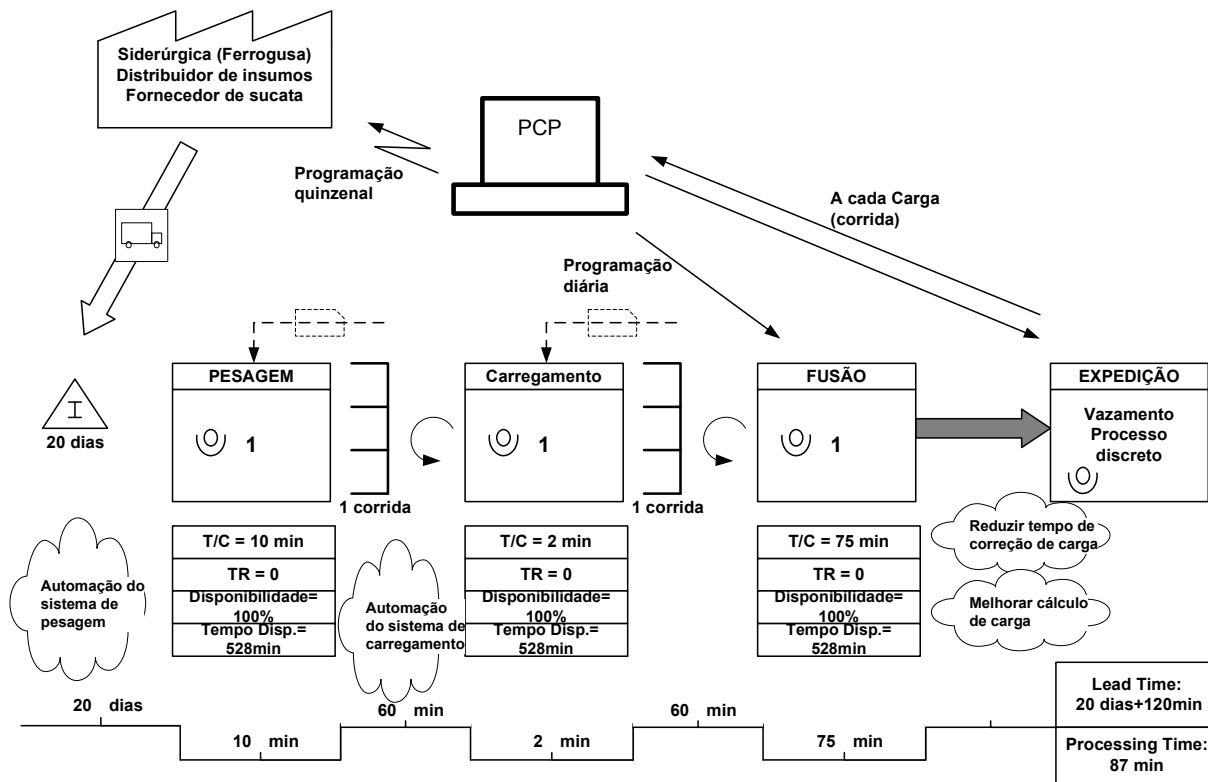 Siderúrgica (Ferrogusa)
Distribuidor de insumos
Fornecedor de sucata
PCP
Programação
quinzenal
A cada Carga
(corrida)
Programação
diária
PESAGEM
Carregamento
FUSÃO
EXPEDIÇÃO
I
20 dias
1
1
1
Vazamento
Processo
discreto
1 corrida
1 corrida
Automação do
sistema de
pesagem
T/C = 10 min
TR = 0
Disponibilidade=
100%
Tempo Disp.=
528min
Automação
do sistema de
carregamento
T/C = 2 min
TR = 0
Disponibilidade=
100%
Tempo Disp.=
528min
T/C = 75 min
TR = 0
Disponibilidade=
100%
Tempo Disp.=
528min
Reduzir tempo de
correção de carga
Melhorar cálculo
de carga
20 dias
60 min
60 min
10 min
2 min
75 min
Lead Time:
20 dias+120min
Processing Time:
87 min